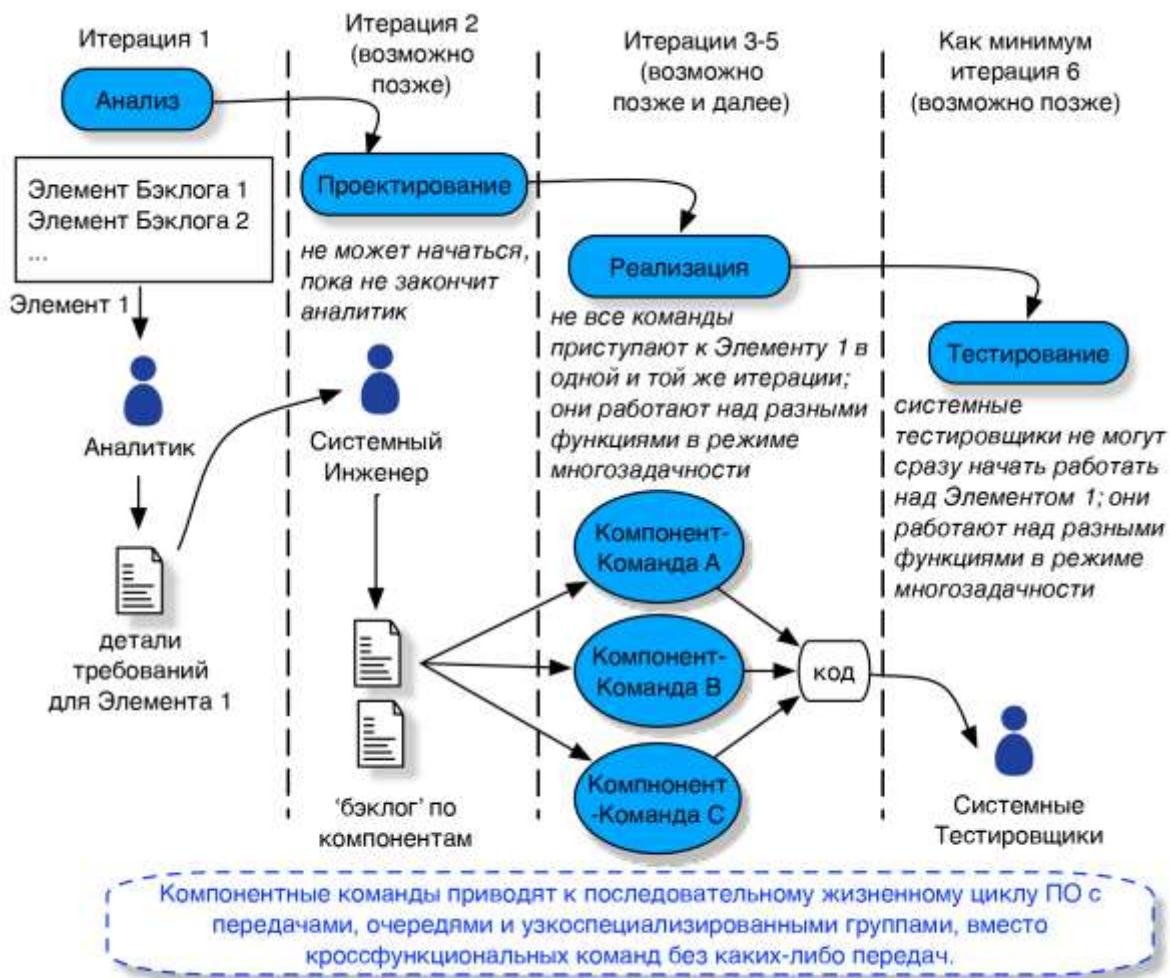 Итерация 1
Анализ
Элемент Бэклога 1
Элемент Бэклога 2
...
Элемент 1
Аналитик
детали
требований
для Элемента 1
Итерация 2
(возможно
позже)
Проектирование
не может начаться,
пока не закончит
аналитик
Системный
Инженер
‘бэклог’ по
компонентам
Итерации 3-5
(возможно
позже и далее)
Реализация
не все команды
приступают к Элементу 1 в
одной и той же итерации;
они работают над разными
функциями в режиме
многозадачности
Компонент-
Команда A
Компонент-
Команда B
Компнонент
-Команда C
код
Как минимум
итерация 6
(возможно позже)
Тестирование
системные
тестировщики не могут
сразу начать работать
над Элементом 1; они
работают над разными
функциями в режиме
многозадачности
Системные
Тестировщики
Компонентные команды приводят к последовательному жизненному циклу ПО с
передачами, очередями и узкоспециализированными группами, вместо
кроссфункциональных команд без каких-либо передач.